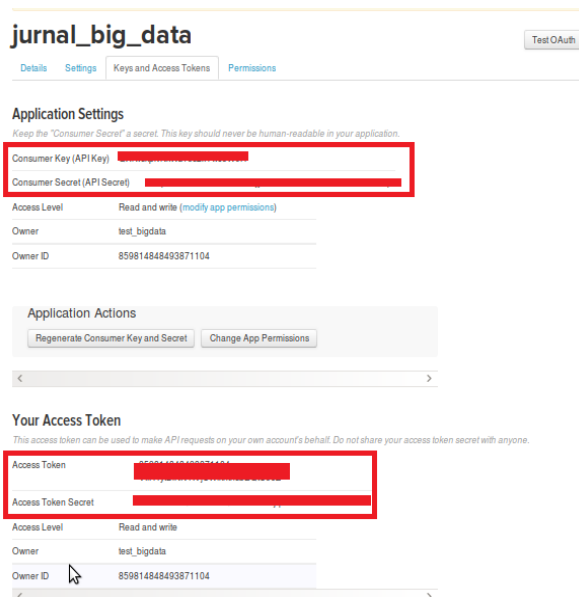 jurnal_big_data
Test OAuth
Details Settings Keys and Access Tokens Permissions
Application Settings
Keep the "Consumer Secret" a secret. This key should never be human-readable in your application.
Consumer Key (API Key)
Consumer Secret (API Secret)
Access Level Read and write (modify app permissions)
Owner test_bigdata
Owner ID 859814848493871104
Application Actions
Regenerate Consumer Key and Secret Change App Permissions
Your Access Token
This access token can be used to make API requests on your own account's behalf. Do not share your access token secret with anyone.
Access Token
Access Token Secret
Access Level Read and write
Owner test_bigdata
Owner ID 859814848493871104